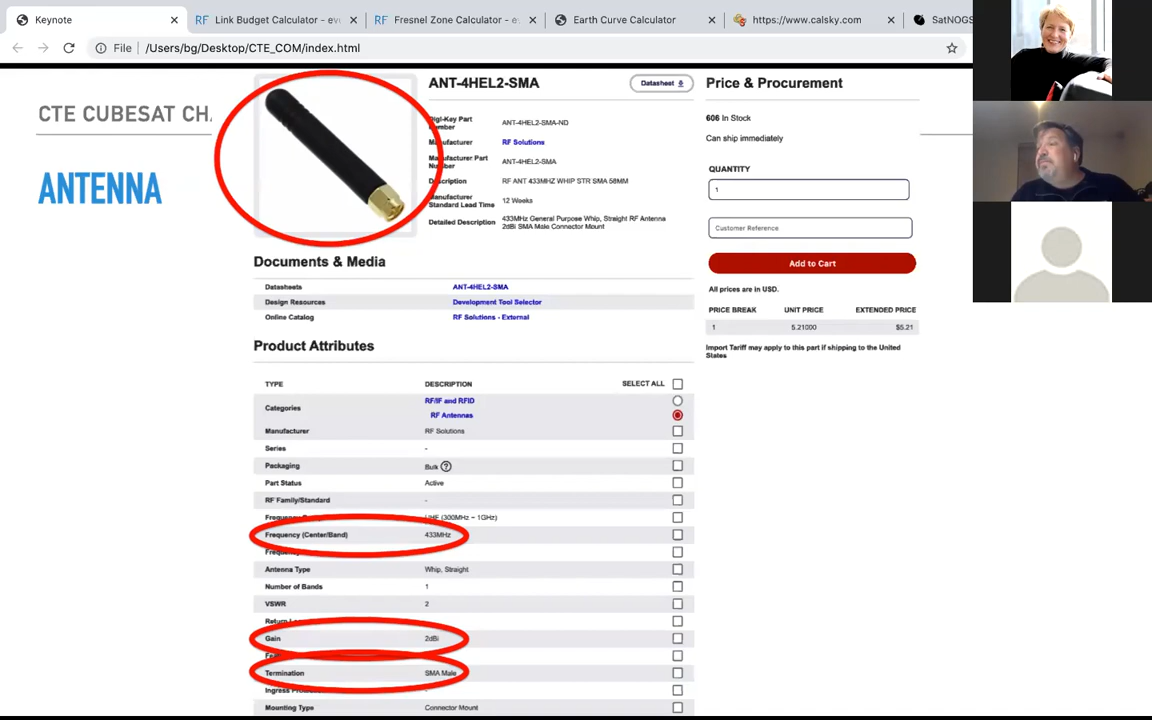 Keynote
RF Link Budget Calculator - eve
RF Fresnel Zone Calculator - e
Earth Curve Calculator
https://www.calsky.com
SatNOGS
File /Users/bg/Desktop/CTE_COM/index.html
CTE CUBESAT CHA
ANTENNA
ANT-4HEL2-SMA
Datasheet
Digi-Key Part
Number
ANT-4HEL2-SMA-ND
Manufacturer RF Solutions
Manufacturer Part
Number
ANT-4HEL2-SMA
Description RF ANT 433MHZ WHIP STR SMA 58MM
Manufacturer
Standard Lead Time
12 Weeks
Detailed Description 433MHz General Purpose Whip, Straight RF Antenna
2dBi SMA Male Connector Mount
Price & Procurement
606 In Stock
Can ship immediately
QUANTITY
1
Customer Reference
Add to Cart
All prices are in USD.
PRICE BREAK UNIT PRICE EXTENDED PRICE
1 5.21000 $5.21
Import Tariff may apply to this part if shipping to the United
States
Documents & Media
Datasheets ANT-4HEL2-SMA
Design Resources Development Tool Selector
Online Catalog RF Solutions - External
Product Attributes
TYPE DESCRIPTION SELECT ALL
Categories RF/IF and RFID
RF Antennas
Manufacturer RF Solutions
Series -
Packaging Bulk ?
Part Status Active
RF Family/Standard -
Frequency UHF (300MHz ~ 1GHz)
Frequency (Center/Band) 433MHz
Frequency
Antenna Type Whip, Straight
Number of Bands 1
VSWR 2
Return
Gain 2dBi
Termination SMA Male
Ingress
Mounting Type Connector Mount